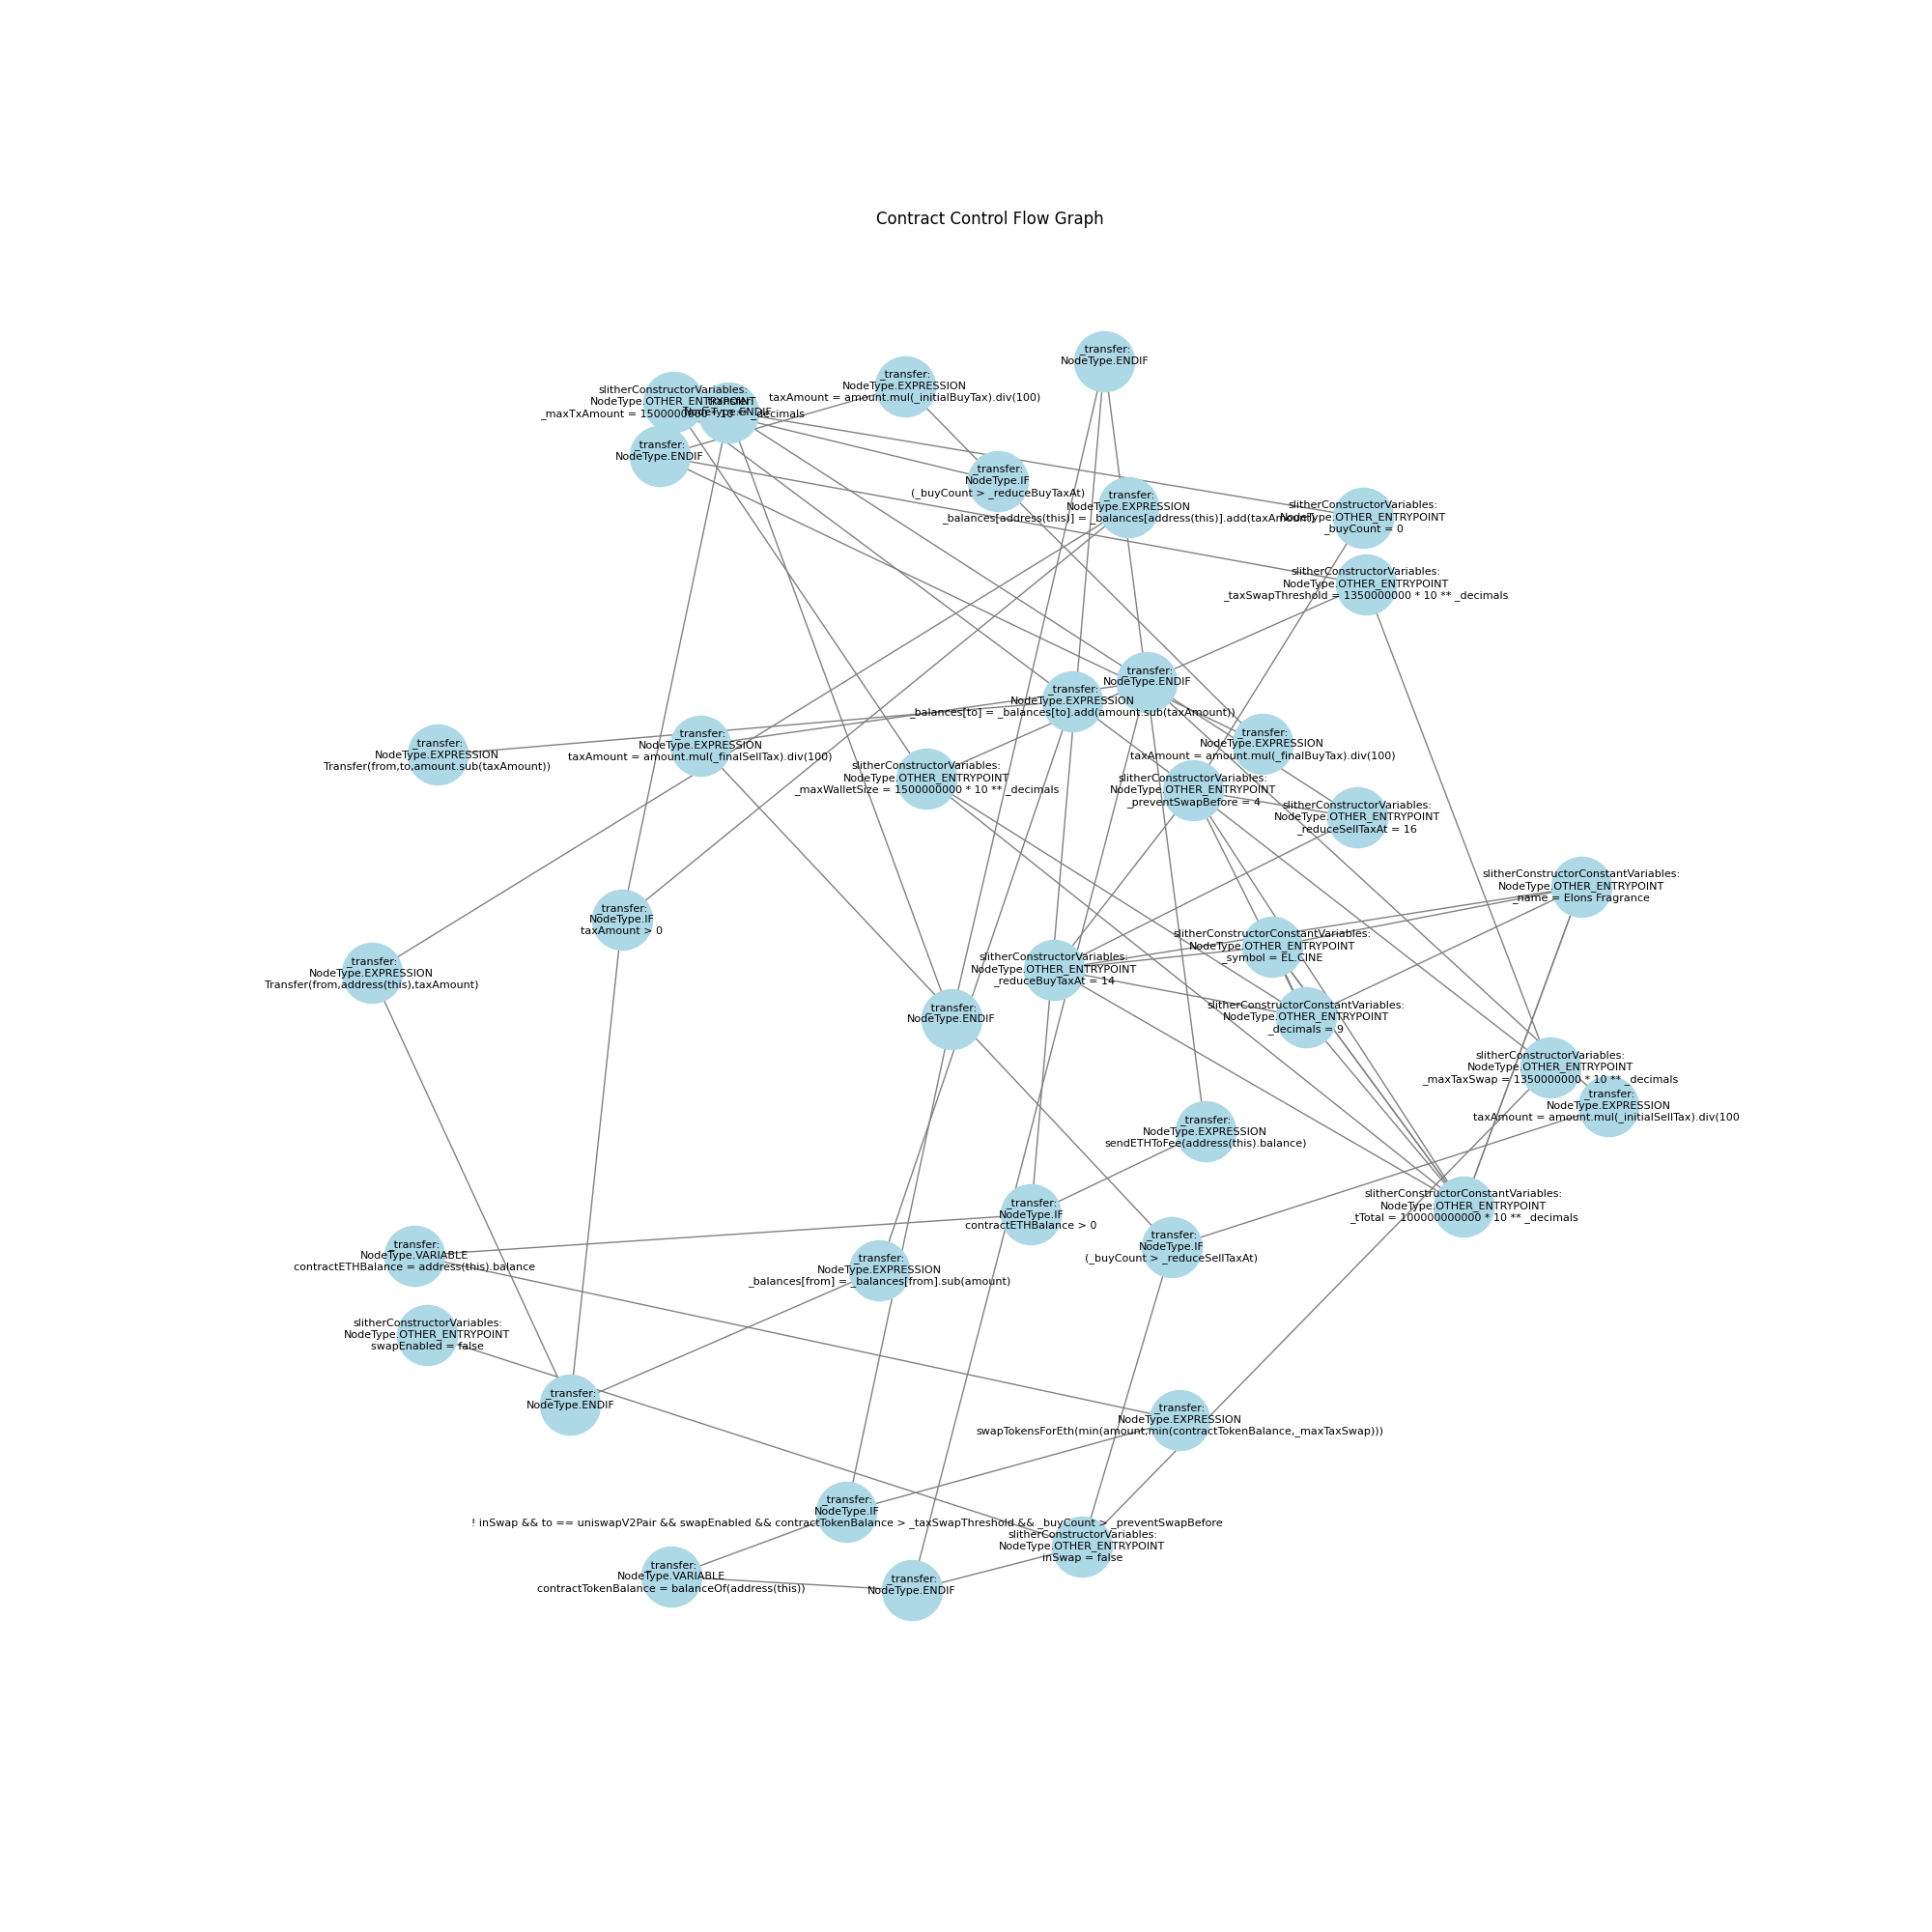 Contract Control Flow Graph
_transfer:
NodeType.ENDIF
_transfer:
NodeType.EXPRESSION
taxAmount = amount.mul(_initialBuyTax).div(100)
slitherConstructorVariables:
NodeType.OTHER_ENTRYPOINT
_maxTxAmount = 1500000000 * 10 ** _decimals
_transfer:
NodeType.ENDIF
_transfer:
NodeType.ENDIF
_transfer:
NodeType.IF
(_buyCount > _reduceBuyTaxAt)
_transfer:
NodeType.EXPRESSION
_balances[address(this)] = _balances[address(this)].add(taxAmount)
slitherConstructorVariables:
NodeType.OTHER_ENTRYPOINT
_buyCount = 0
slitherConstructorVariables:
NodeType.OTHER_ENTRYPOINT
_taxSwapThreshold = 1350000000 * 10 ** _decimals
_transfer:
NodeType.ENDIF
_transfer:
NodeType.EXPRESSION
_balances[to] = _balances[to].add(amount.sub(taxAmount))
_transfer:
NodeType.EXPRESSION
Transfer(from,to,amount.sub(taxAmount))
_transfer:
NodeType.EXPRESSION
taxAmount = amount.mul(_finalSellTax).div(100)
_transfer:
NodeType.EXPRESSION
taxAmount = amount.mul(_finalBuyTax).div(100)
slitherConstructorVariables:
NodeType.OTHER_ENTRYPOINT
_maxWalletSize = 1500000000 * 10 ** _decimals
slitherConstructorVariables:
NodeType.OTHER_ENTRYPOINT
_preventSwapBefore = 4
slitherConstructorVariables:
NodeType.OTHER_ENTRYPOINT
_reduceSellTaxAt = 16
slitherConstructorConstantVariables:
NodeType.OTHER_ENTRYPOINT
_name = Elons Fragrance
_transfer:
NodeType.IF
taxAmount > 0
slitherConstructorConstantVariables:
NodeType.OTHER_ENTRYPOINT
_symbol = EL.CINE
_transfer:
NodeType.EXPRESSION
Transfer(from,address(this),taxAmount)
slitherConstructorVariables:
NodeType.OTHER_ENTRYPOINT
_reduceBuyTaxAt = 14
_transfer:
NodeType.ENDIF
slitherConstructorConstantVariables:
NodeType.OTHER_ENTRYPOINT
_decimals = 9
slitherConstructorVariables:
NodeType.OTHER_ENTRYPOINT
_maxTaxSwap = 1350000000 * 10 ** _decimals
_transfer:
NodeType.EXPRESSION
taxAmount = amount.mul(_initialSellTax).div(100
_transfer:
NodeType.EXPRESSION
sendETHToFee(address(this).balance)
slitherConstructorConstantVariables:
NodeType.OTHER_ENTRYPOINT
_tTotal = 100000000000 * 10 ** _decimals
_transfer:
NodeType.IF
contractETHBalance > 0
_transfer:
NodeType.IF
(_buyCount > _reduceSellTaxAt)
_transfer:
NodeType.VARIABLE
contractETHBalance = address(this).balance
_transfer:
NodeType.EXPRESSION
_balances[from] = _balances[from].sub(amount)
slitherConstructorVariables:
NodeType.OTHER_ENTRYPOINT
swapEnabled = false
_transfer:
NodeType.ENDIF
_transfer:
NodeType.EXPRESSION
swapTokensForEth(min(amount,min(contractTokenBalance,_maxTaxSwap)))
_transfer:
NodeType.IF
! inSwap && to == uniswapV2Pair && swapEnabled && contractTokenBalance > _taxSwapThreshold && _buyCount > _preventSwapBefore
slitherConstructorVariables:
NodeType.OTHER_ENTRYPOINT
inSwap = false
_transfer:
NodeType.VARIABLE
contractTokenBalance = balanceOf(address(this))
_transfer:
NodeType.ENDIF